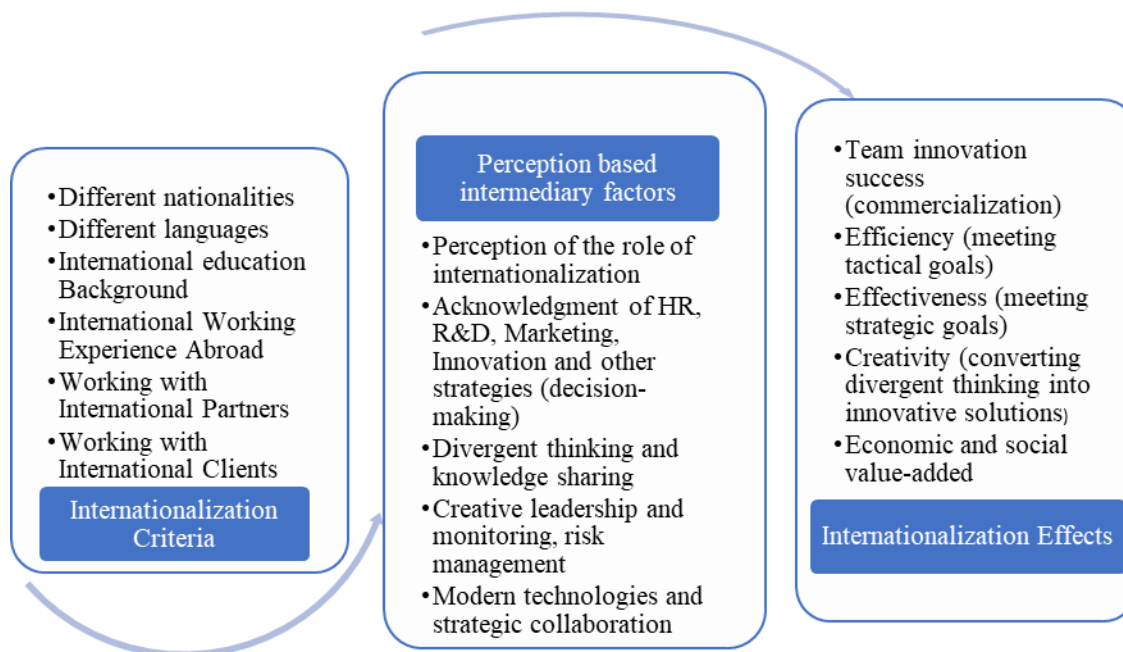 •Different nationalities
•Different languages
•International education
Background
•International Working
Experience Abroad
•Working with
International Partners
•Working with
International Clients
Internationalization
Criteria
Perception based
intermediary factors
•Perception of the role of
internationalization
•Acknowledgment of HR,
R&D, Marketing,
Innovation and other
strategies (decision-
making)
•Divergent thinking and
knowledge sharing
•Creative leadership and
monitoring, risk
management
•Modern technologies and
strategic collaboration
•Team innovation
success
(commercialization)
•Efficiency (meeting
tactical goals)
•Effectiveness (meeting
strategic goals)
•Creativity (converting
divergent thinking into
innovative solutions)
•Economic and social
value-added
Internationalization Effects